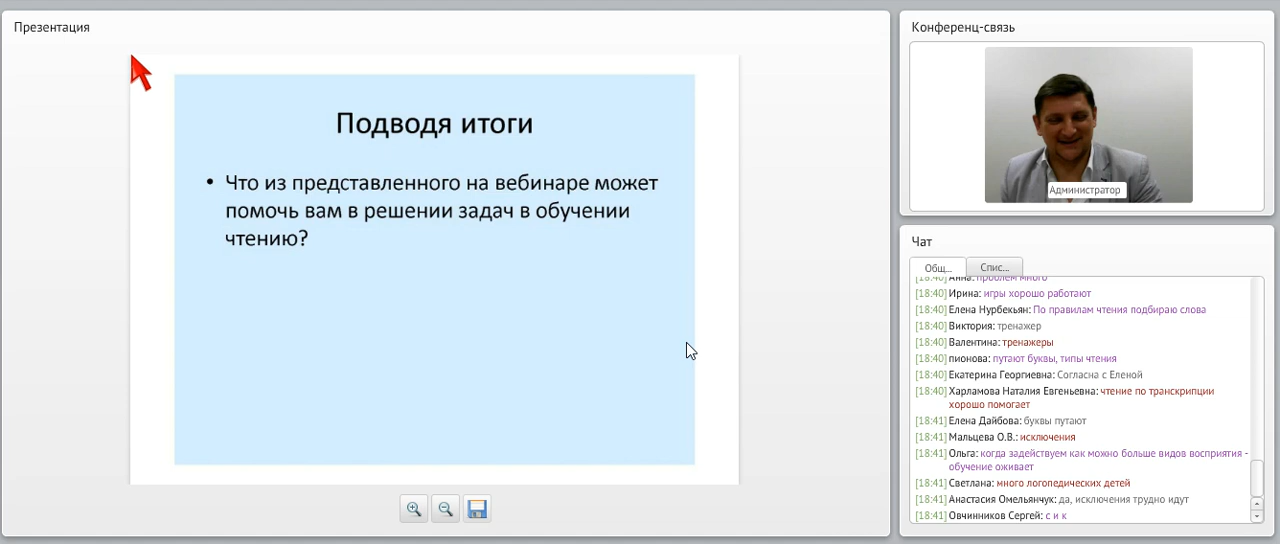 Презентация
Подводя итоги
• Что из представленного на вебинаре может
помочь вам в решении задач в обучении
чтению?
Конференц-связь
Администратор
Чат
Общ...
Спис...
[18:40] Анна: проблем много
[18:40] Ирина: игры хорошо работают
[18:40] Елена Нурбекьян: По правилам чтения подбираю слова
[18:40] Виктория: тренажер
[18:40] Валентина: тренажеры
[18:40] пионова: путают буквы, типы чтения
[18:40] Екатерина Георгиевна: Согласна с Еленой
[18:40] Харламова Наталия Евгеньевна: чтение по транскрипции
хорошо помогает
[18:41] Елена Дайбова: буквы путают
[18:41] Мальцева О.В.: исключения
[18:41] Ольга: когда задействуем как можно больше видов восприятия -
обучение оживает
[18:41] Светлана: много логопедических детей
[18:41] Анастасия Омельянчук: да, исключения трудно идут
[18:41] Овчинников Сергей: с и к